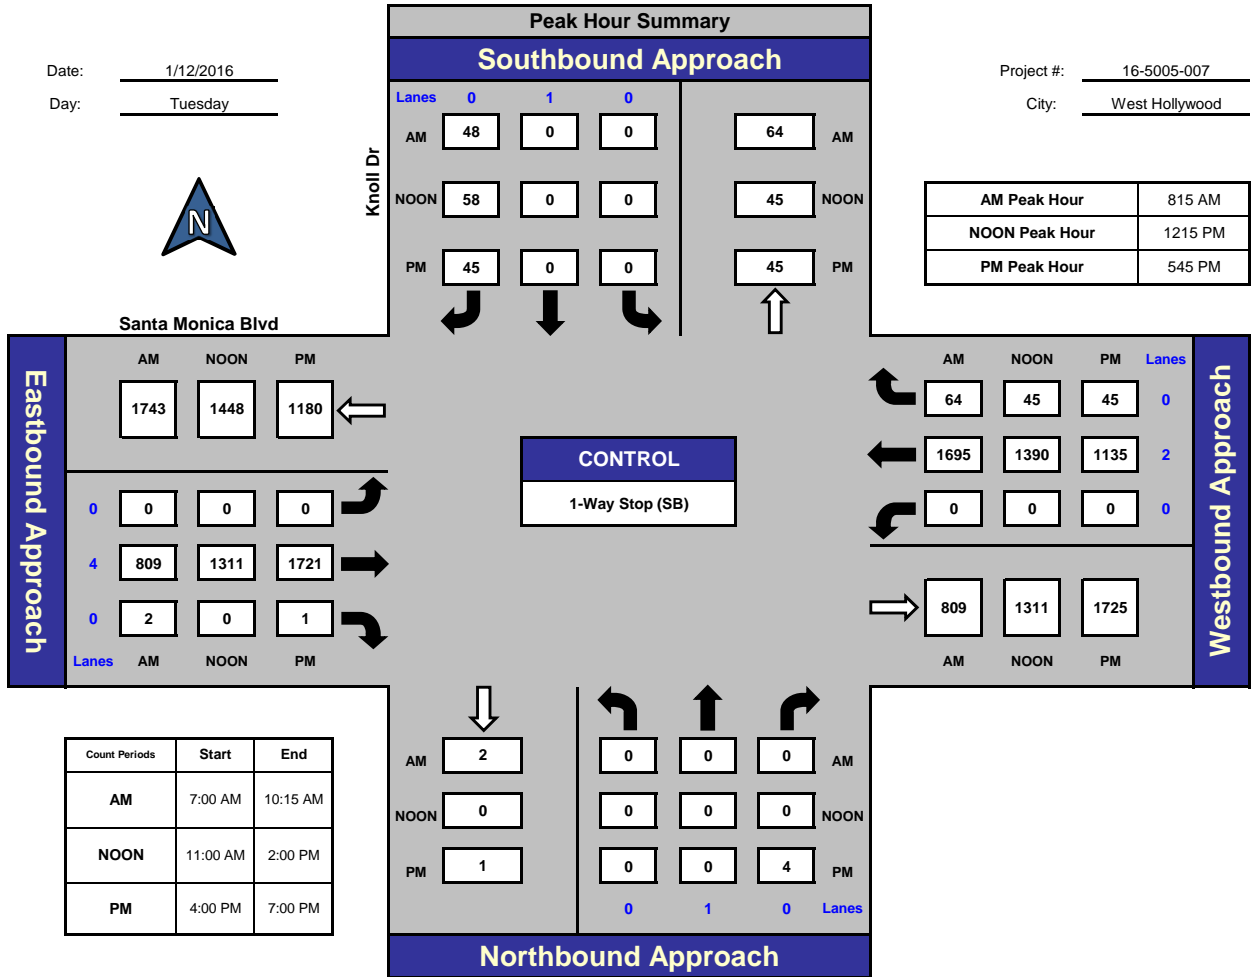 Peak Hour Summary
Southbound Approach
Date: 1/12/2016
Day: Tuesday
Project #: 16-5005-007
City: West Hollywood
N
Knoll Dr
Lanes 0 1 0
AM 48 0 0 64 AM
NOON 58 0 0 45 NOON
PM 45 0 0 45 PM
AM Peak Hour 815 AM
NOON Peak Hour 1215 PM
PM Peak Hour 545 PM
Santa Monica Blvd
Eastbound Approach
AM NOON PM
1743 1448 1180
0 0 0 0
4 809 1311 1721
0 2 0 1
Lanes AM NOON PM
CONTROL
1-Way Stop (SB)
AM NOON PM Lanes
64 45 45 0
1695 1390 1135 2
0 0 0 0
809 1311 1725
AM NOON PM
Westbound Approach
Count Periods Start End
AM 7:00 AM 10:15 AM
NOON 11:00 AM 2:00 PM
PM 4:00 PM 7:00 PM
AM 2 0 0 0 AM
NOON 0 0 0 0 NOON
PM 1 0 0 4 PM
0 1 0 Lanes
Northbound Approach